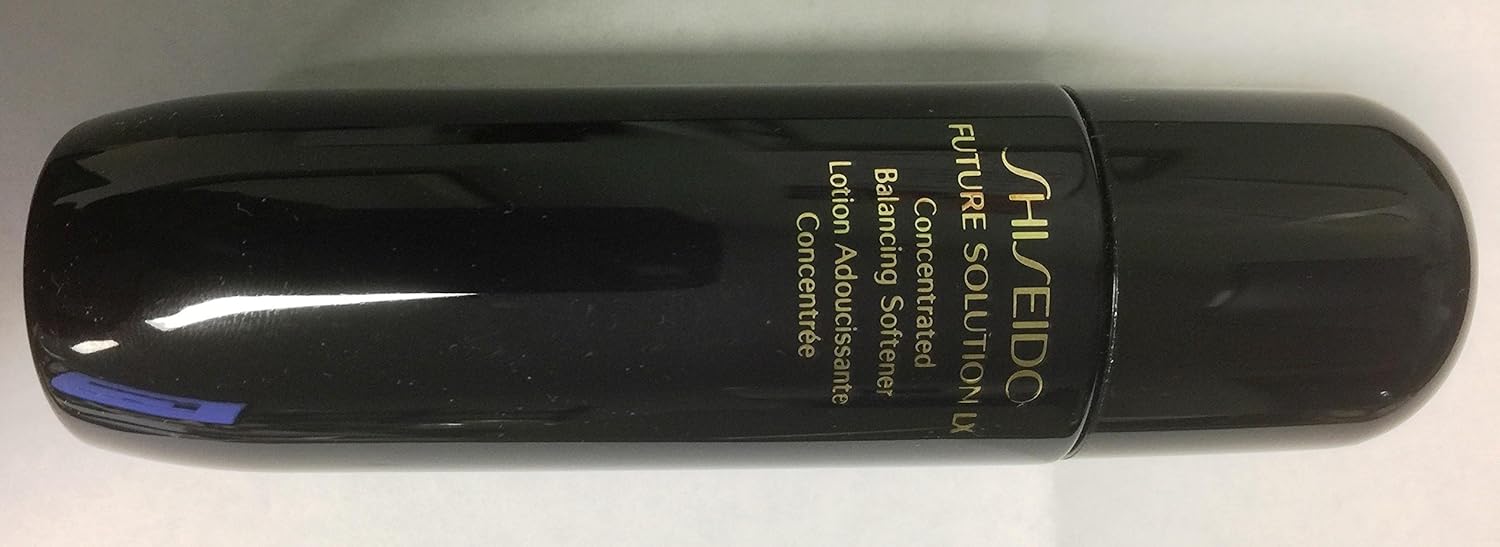 SHISEIDO
FUTURE SOLUTION LX
Concentrated
Balancing Softener
Lotion Adoucissante
Concentrée